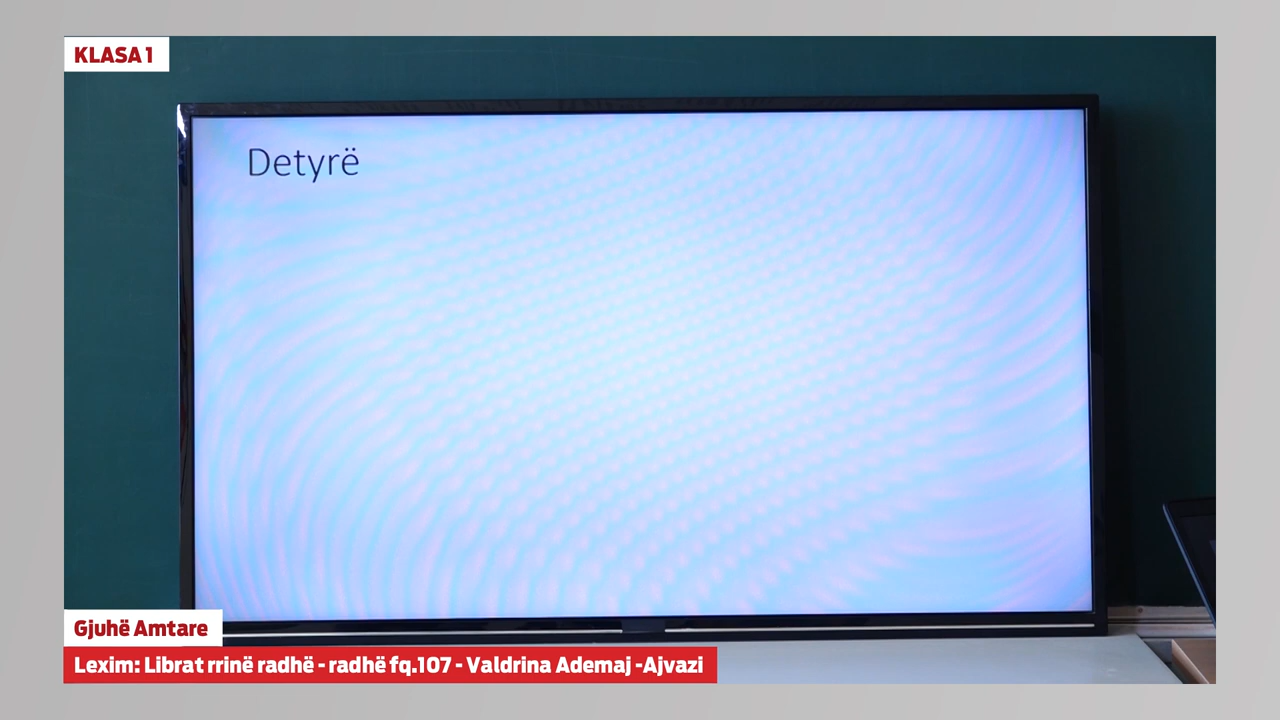 KLASA 1
Detyrë
Gjuhë Amtare
Lexim: Librat rrinë radhë - radhë fq.107 - Valdrina Ademaj -Ajvazi